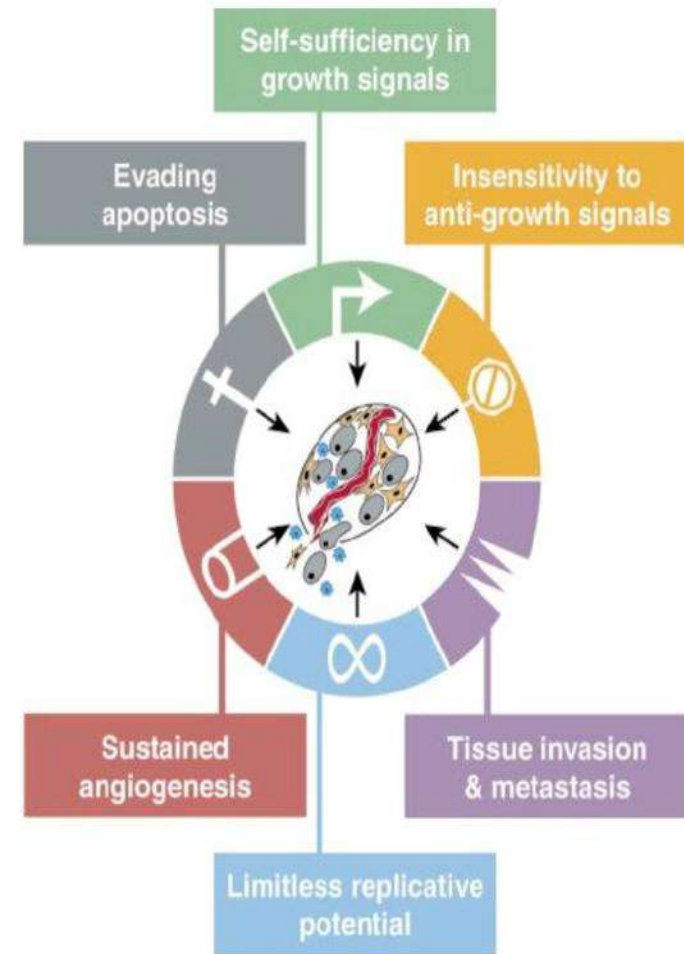 Self-sufficiency in
growth signals
Evading
apoptosis
Insensitivity to
anti-growth signals
Sustained
angiogenesis
Tissue invasion
& metastasis
Limitless replicative
potential